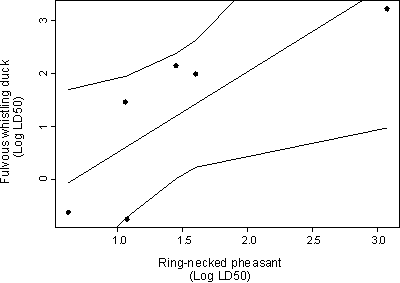 Fulvous whistling duck
(Log LD50)
3
2
1
0
1.0 1.5 2.0 2.5 3.0
Ring-necked pheasant
(Log LD50)